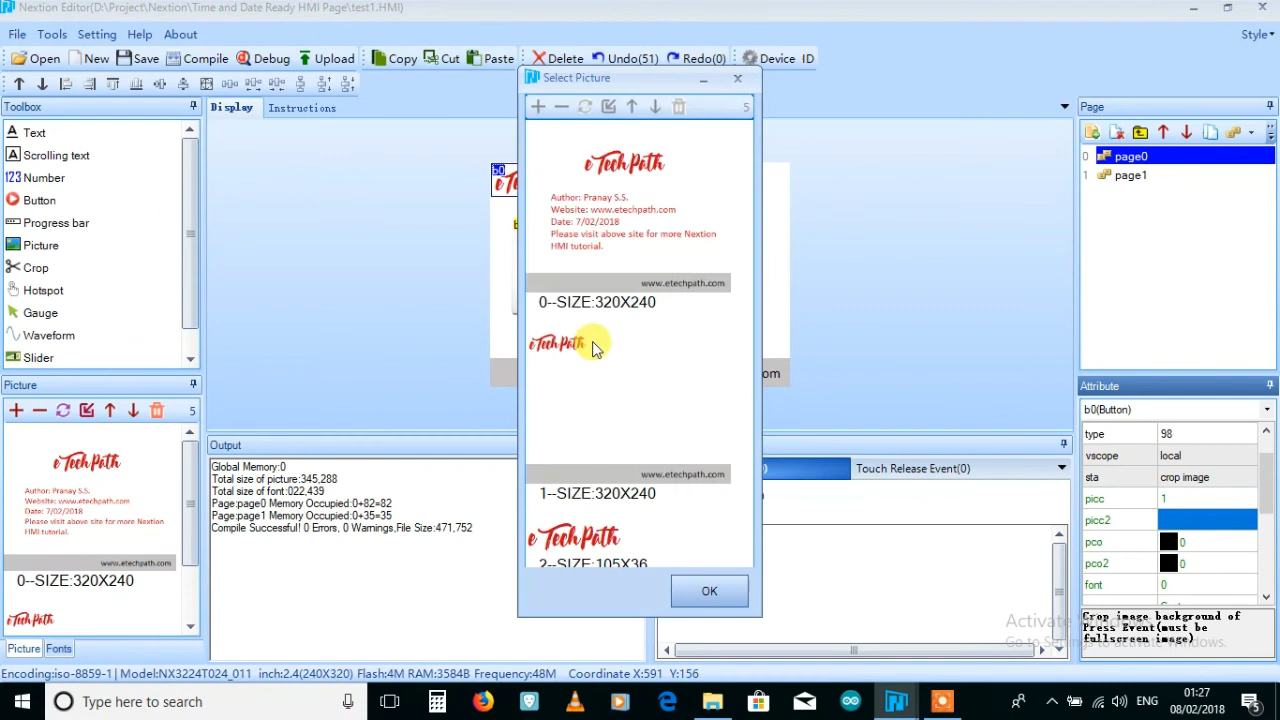 Nextion Editor(D:\Project\Nextion\Time and Date Ready HMI Page\test1.HMI)
File Tools Setting Help About Style
Open New Save Compile Debug Upload Copy Cut Paste Delete Undo(51) Redo(0) Device ID
Toolbox
Text
Scrolling text
123 Number
Button
Progress bar
Picture
Crop
Hotspot
Gauge
Waveform
Slider
Picture
5
eTechPath
Author: Pranay S.S.
Website: www.etechpath.com
Date: 7/02/2018
Please visit above site for more Nextion
HMI tutorial.
www.etechpath.com
0--SIZE:320X240
eTechPath
Picture Fonts
Display Instructions
b0
Output
Global Memory:0
Total size of picture:345,288
Total size of font:022,439
Page:page0 Memory Occupied:0+82=82
Page:page1 Memory Occupied:0+35=35
Compile Successful! 0 Errors, 0 Warnings,File Size:471,752
Select Picture
5
eTechPath
Author: Pranay S.S.
Website: www.etechpath.com
Date: 7/02/2018
Please visit above site for more Nextion
HMI tutorial.
www.etechpath.com
0--SIZE:320X240
eTechPath
www.etechpath.com
1--SIZE:320X240
eTechPath
2--SIZE:105X36
OK
om
Touch Release Event(0)
Page
0 page0
1 page1
Attribute
b0(Button)
type 98
vscope local
sta crop image
picc 1
picc2
pco 0
pco2 0
font 0
Crop image background of
Press Event(must be
fullscreen image)
Activate Windows
Go to Settings to activate Windows.
Encoding:iso-8859-1 Model:NX3224T024_011 inch:2.4(240X320) Flash:4M RAM:3584B Frequency:48M Coordinate X:591 Y:156
Type here to search
ENG
01:27
08/02/2018
5